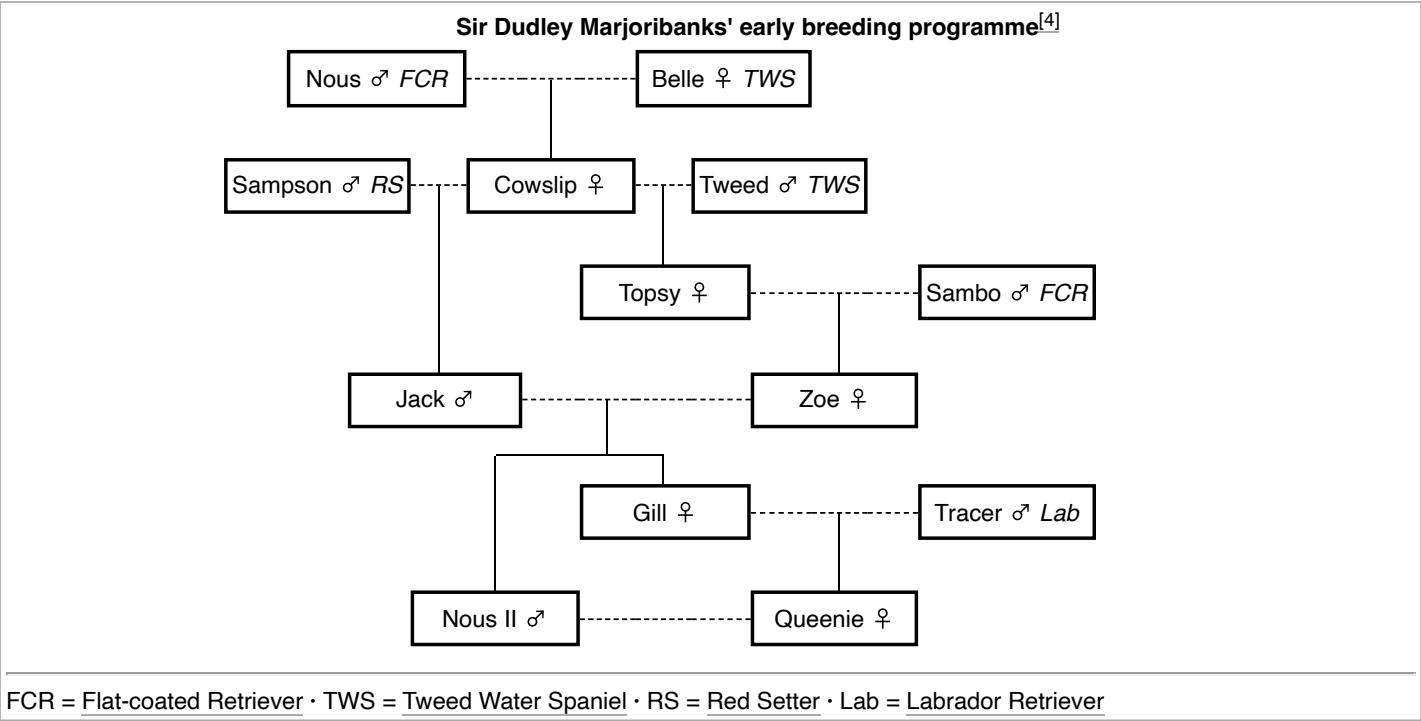 Sir Dudley Marjoribanks' early breeding programme[4]
Nous ♂ FCR
Belle ♀ TWS
Sampson ♂ RS
Cowslip ♀
Tweed ♂ TWS
Topsy ♀
Sambo ♂ FCR
Jack ♂
Zoe ♀
Gill ♀
Tracer ♂ Lab
Nous II ♂
Queenie ♀
FCR = Flat-coated Retriever · TWS = Tweed Water Spaniel · RS = Red Setter · Lab = Labrador Retriever